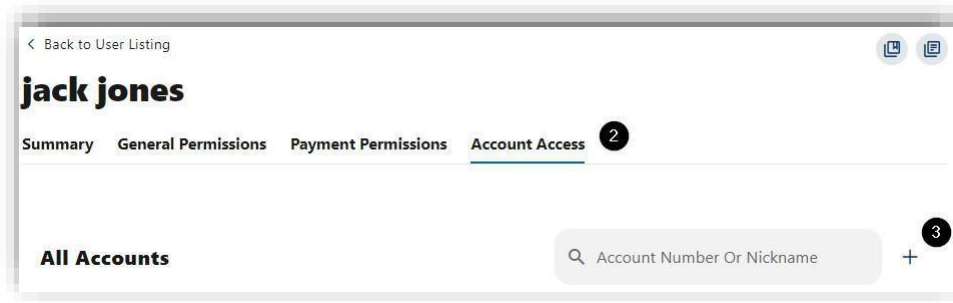 Back to User Listing
jack jones
Summary General Permissions Payment Permissions Account Access 2
3
All Accounts Account Number Or Nickname